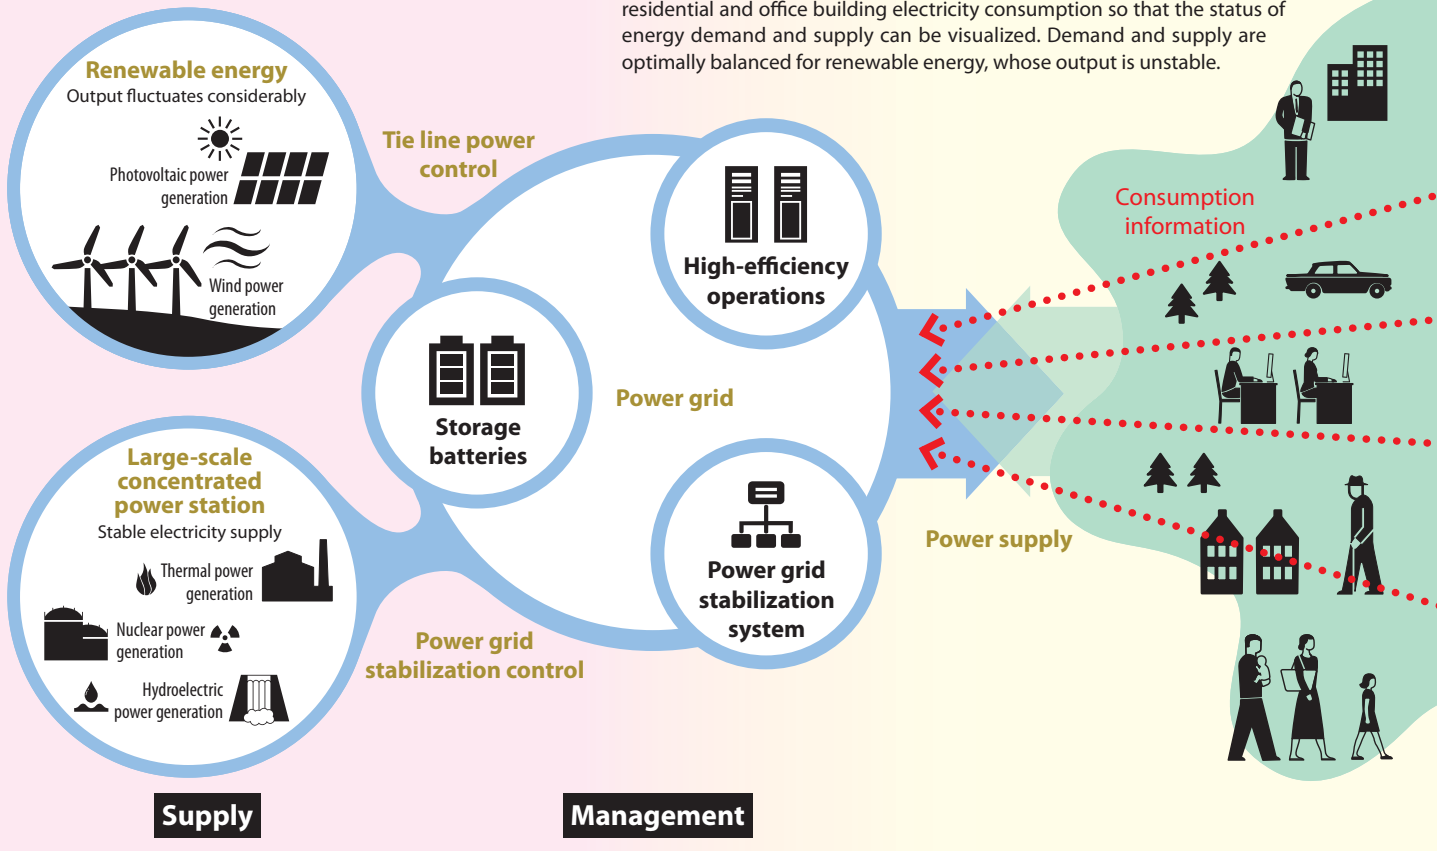 residential and office building electricity consumption so that the status of
energy demand and supply can be visualized. Demand and supply are
optimally balanced for renewable energy, whose output is unstable.
Renewable energy
Output fluctuates considerably
Photovoltaic power
generation
Wind power
generation
Tie line power
control
High-efficiency
operations
Consumption
information
Storage
batteries
Power grid
Large-scale
concentrated
power station
Stable electricity supply
Thermal power
generation
Nuclear power
generation
Hydroelectric
power generation
Power grid
stabilization control
Power grid
stabilization
system
Power supply
Supply
Management